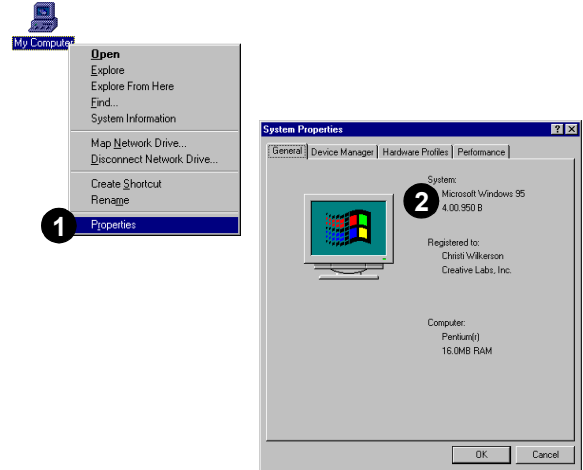 My Computer
Open
Explore
Explore From Here
Find...
System Information
Map Network Drive...
Disconnect Network Drive...
Create Shortcut
Rename
1
Properties
System Properties
General
Device Manager
Hardware Profiles
Performance
System:
2
Microsoft Windows 95
4.00.950 B
Registered to:
Christi Wilkerson
Creative Labs, Inc.
Computer:
Pentium(r)
16.0MB RAM
OK
Cancel